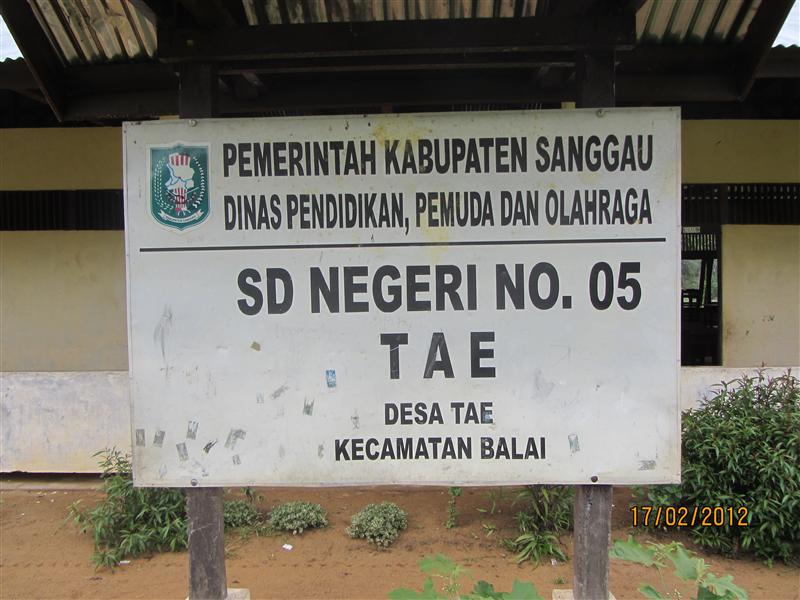 PEMERINTAH KABUPATEN SANGGAU
DINAS PENDIDIKAN, PEMUDA DAN OLAHRAGA
SD NEGERI NO. 05
TAE
DESA TAE
KECAMATAN BALAI
17/02/2012